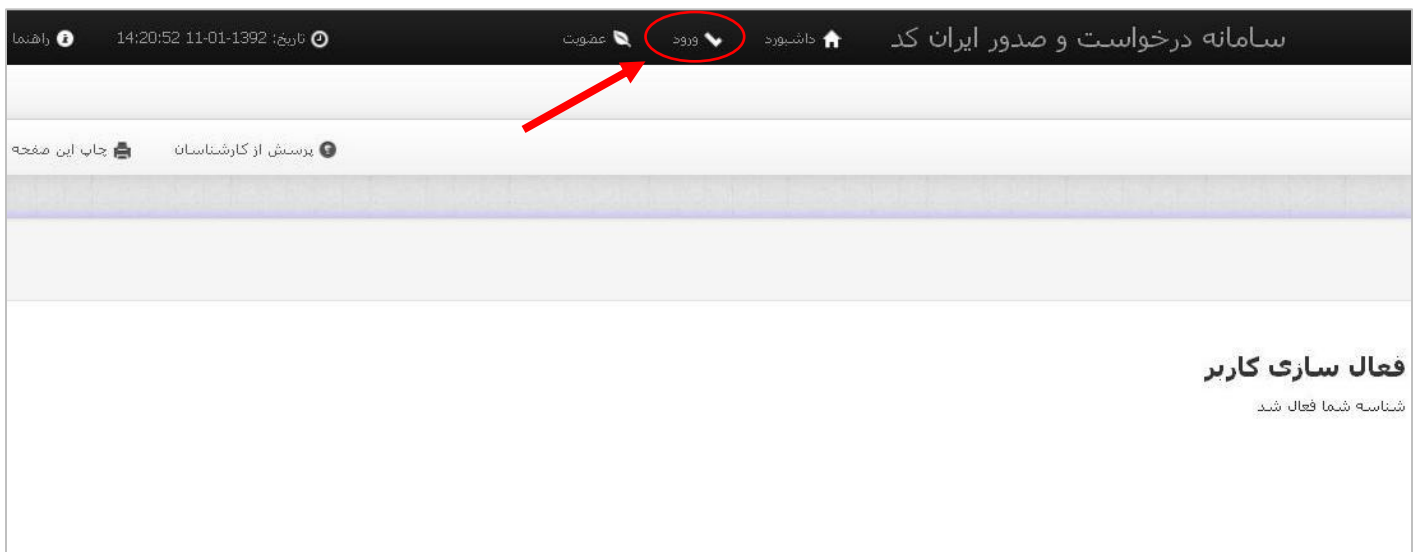 سامانه درخواست و صدور ایران کد داشبورد ورود عضویت تاریخ: 1392-01-11 14:20:52 راهنما
پرسش از کارشناسان چاپ این صفحه
فعال سازی کاربر
شناسه شما فعال شد